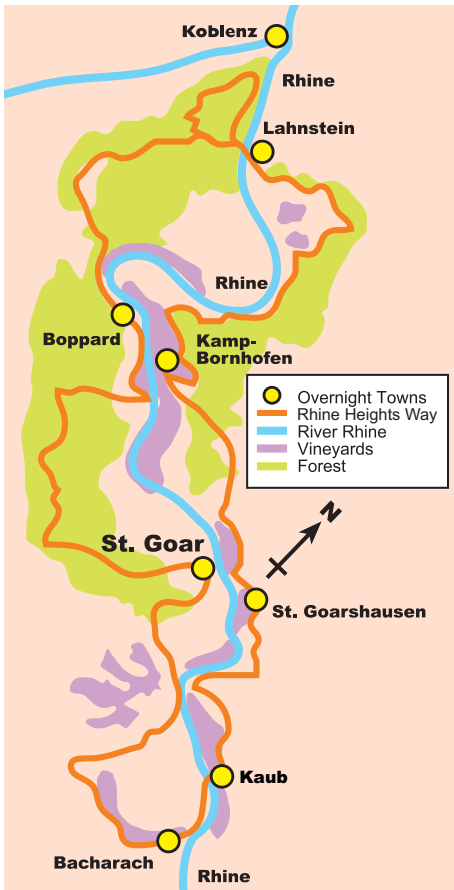 Koblenz
Rhine
Lahnstein
Rhine
Boppard
Kamp-
Bornhofen
Overnight Towns
Rhine Heights Way
River Rhine
Vineyards
Forest
N
St. Goar
St. Goarshausen
Kaub
Bacharach
Rhine